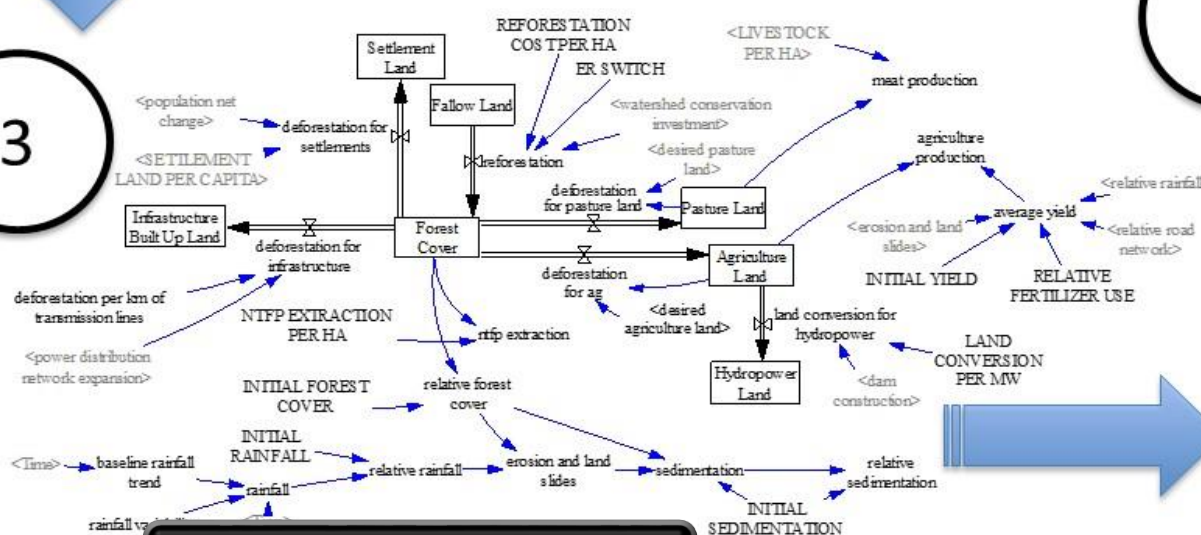 3
REFORESTATION
COST PER HA
ER SWITCH
<LIVESTOCK
PER HA>
meat production
Settlement
Land
Fallow Land
<population net
change>
deforestation for
settlements
<SETTLEMENT
LAND PER CAPITA>
<watershed conservation
investment>
reforestation
<desired pasture
land>
agriculture
production
deforestation
for pasture land
Pasture Land
<relative rainfall
average yield
<erosion and land
slides>
<relative road
network>
INITIAL YIELD
RELATIVE
FERTILIZER USE
Infrastructure
Built Up Land
Forest
Cover
deforestation for
infrastructure
Agriculture
Land
deforestation
for ag
<desired
agriculture land>
deforestation per km of
transmission lines
<power distribution
network expansion>
NTFP EXTRACTION
PER HA
ntfp extraction
land conversion for
hydropower
LAND
CONVERSION
PER MW
Hydropower
Land
<dam
construction>
INITIAL FOREST
COVER
relative forest
cover
INITIAL
RAINFALL
<Time>
baseline rainfall
trend
rainfall
relative rainfall
erosion and land
slides
sedimentation
relative
sedimentation
INITIAL
SEDIMENTATION
rainfall